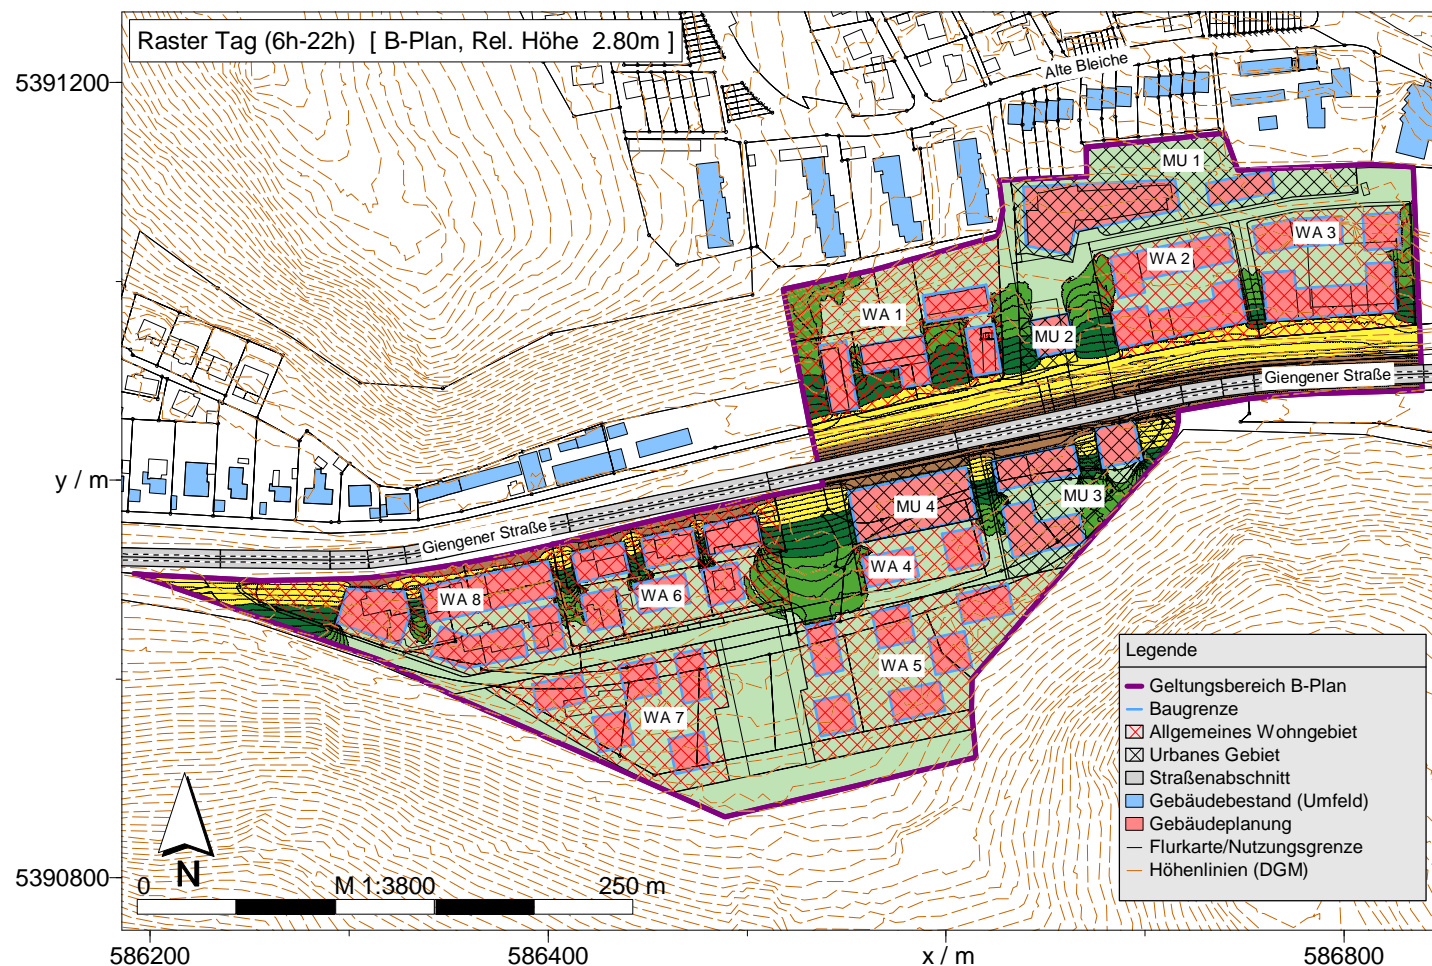 Raster Tag (6h-22h) [ B-Plan, Rel. Höhe 2.80m ]
5391200
Alte Bleiche
MU 1
WA 3
WA 2
WA 1
MU 2
Giengener Straße
y / m
MU 3
MU 4
Giengener Straße
WA 4
WA 6
WA 8
WA 5
WA 7
Legende
Geltungsbereich B-Plan
Baugrenze
Allgemeines Wohngebiet
Urbanes Gebiet
Straßenabschnitt
Gebäudebestand (Umfeld)
Gebäudeplanung
Flurkarte/Nutzungsgrenze
Höhenlinien (DGM)
N
5390800
0 M 1:3800 250 m
586200 586400 x / m 586800